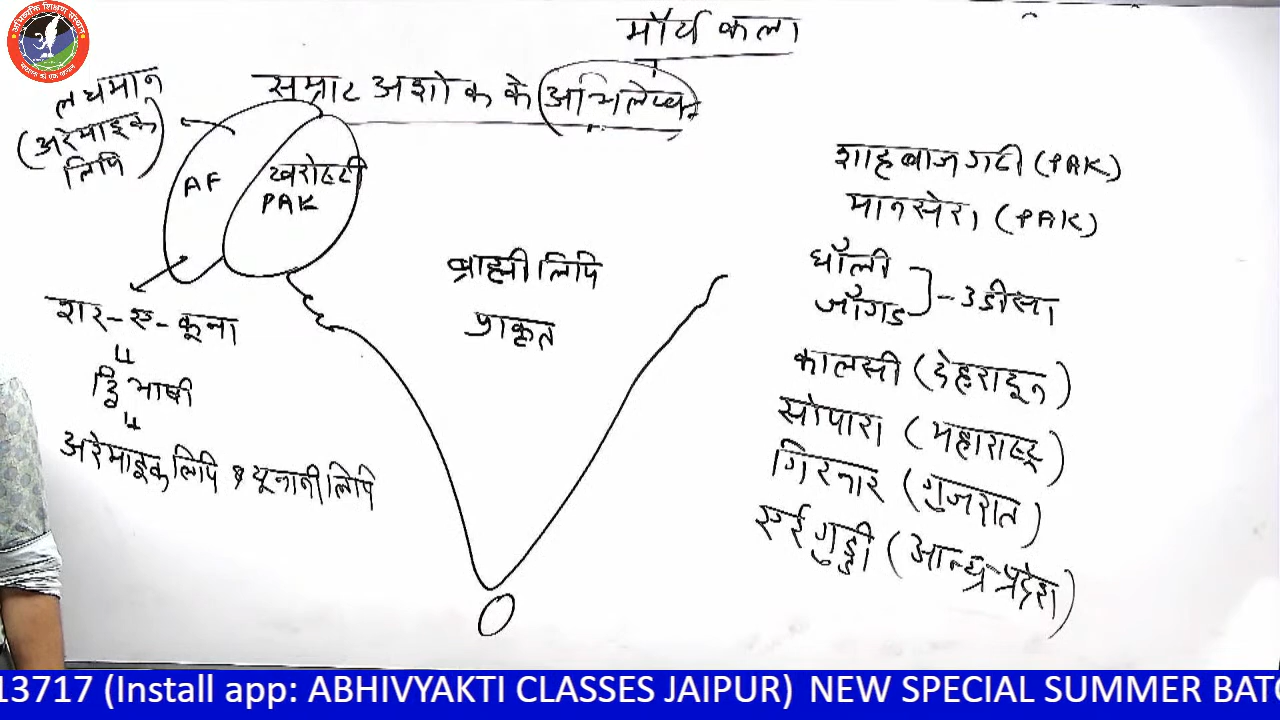 मौर्य कला
सम्राट अशोक के अभिलेख
लघमान
(अरेमाइक
लिपि)
AF
खरोष्ठी
PAK
ब्राह्मी लिपि
प्राकृत
शार-ए-कूना
द्विभाषी
अरेमाइक लिपि व यूनानी लिपि
शाहबाजगढी (PAK)
मानसेरा (PAK)
धौली
जौगड
- उडीसा
कालसी (देहरादून)
सोपारा (महाराष्ट्र)
गिरनार (गुजरात)
एर्रगुड्डी (आन्ध्रप्रदेश)
13717 (Install app: ABHIVYAKTI CLASSES JAIPUR) NEW SPECIAL SUMMER BATC